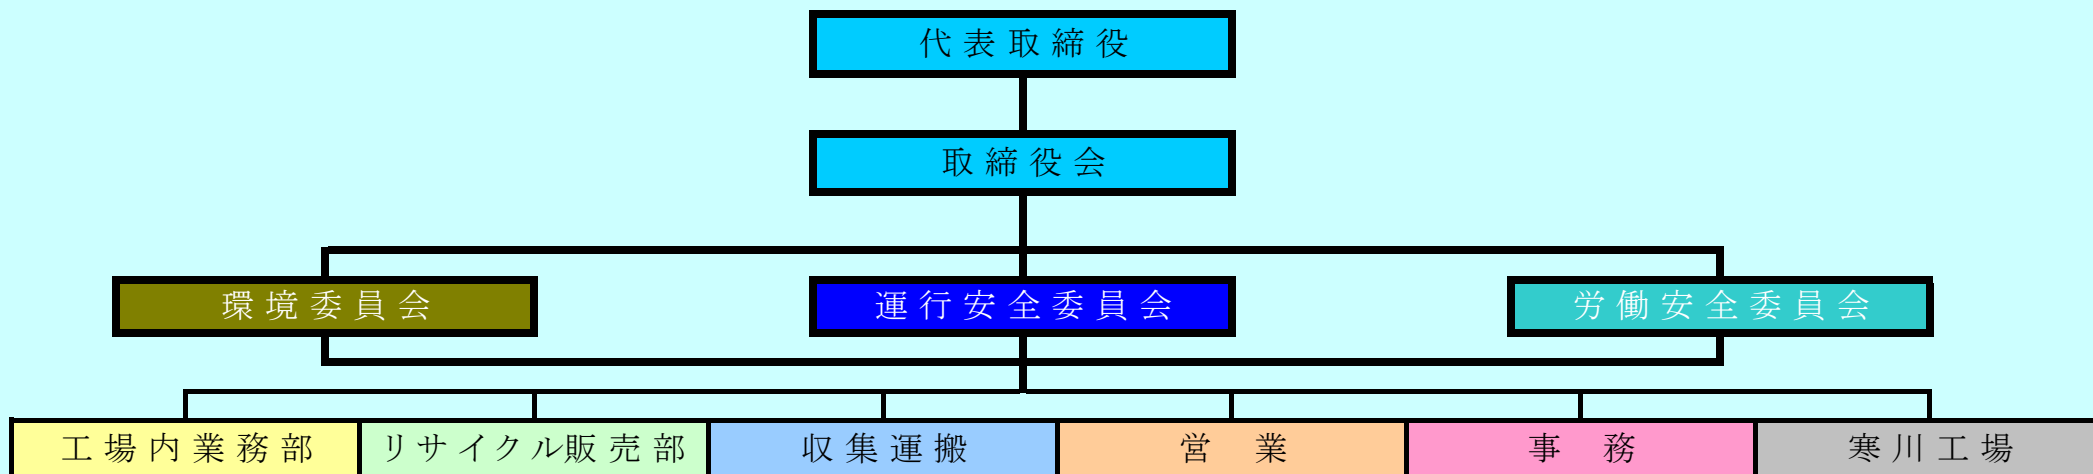 代表取締役
取締役会
環境委員会
運行安全委員会
労働安全委員会
工場内業務部
リサイクル販売部
収集運搬
営　業
事　務
寒川工場